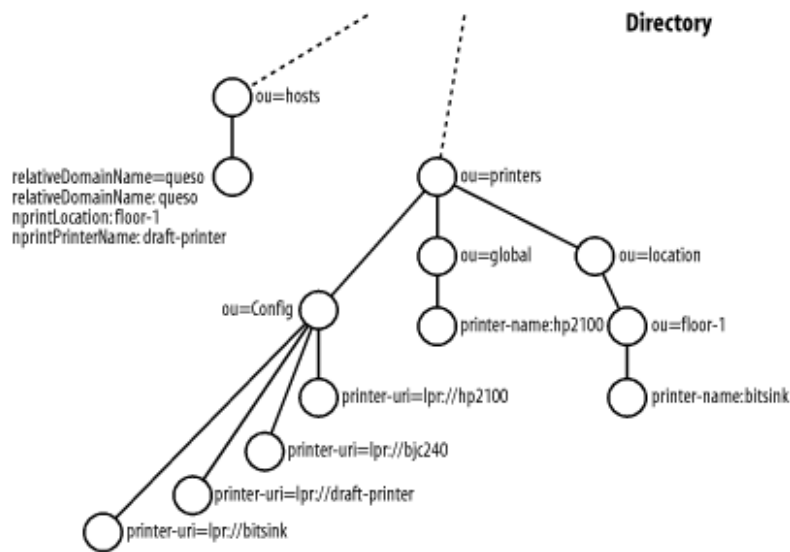 Directory
ou=hosts
relativeDomainName=queso
relativeDomainName: queso
nprintLocation: floor-1
nprintPrinterName: draft-printer
ou=printers
ou=global
ou=location
ou=Config
printer-name:hp2100
ou=floor-1
printer-uri=lpr://hp2100
printer-name:bitsink
printer-uri=lpr://bjc240
printer-uri=lpr://draft-printer
printer-uri=lpr://bitsink